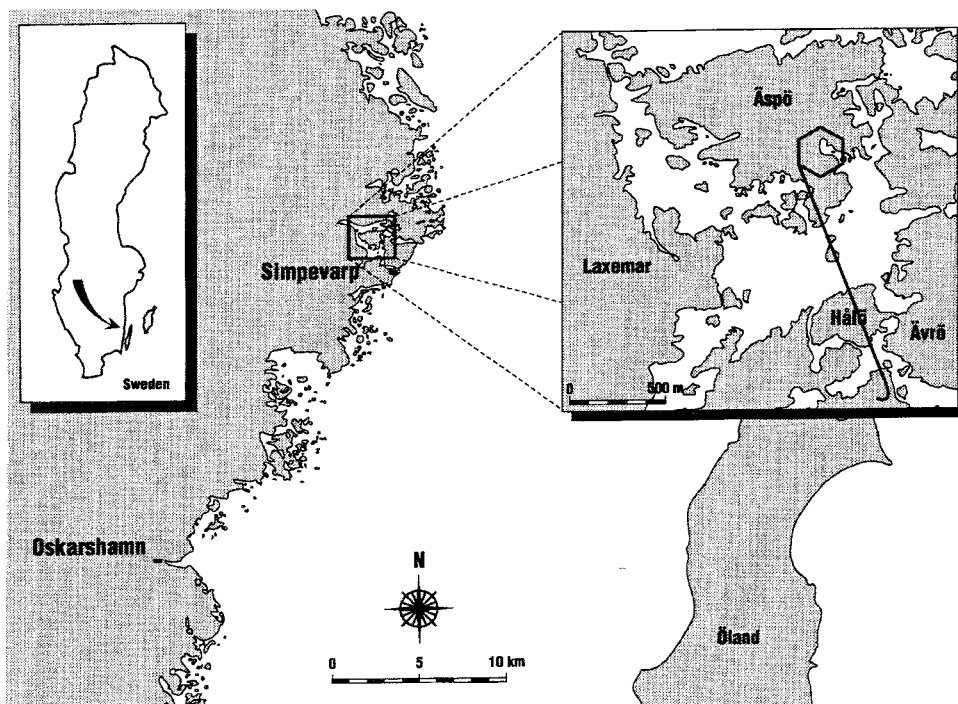 Sweden
Simpevarp
Oskarshamn
N
0 5 10 km
Äspö
Laxemar
Hålö
Ävrö
0 500 m
Öland